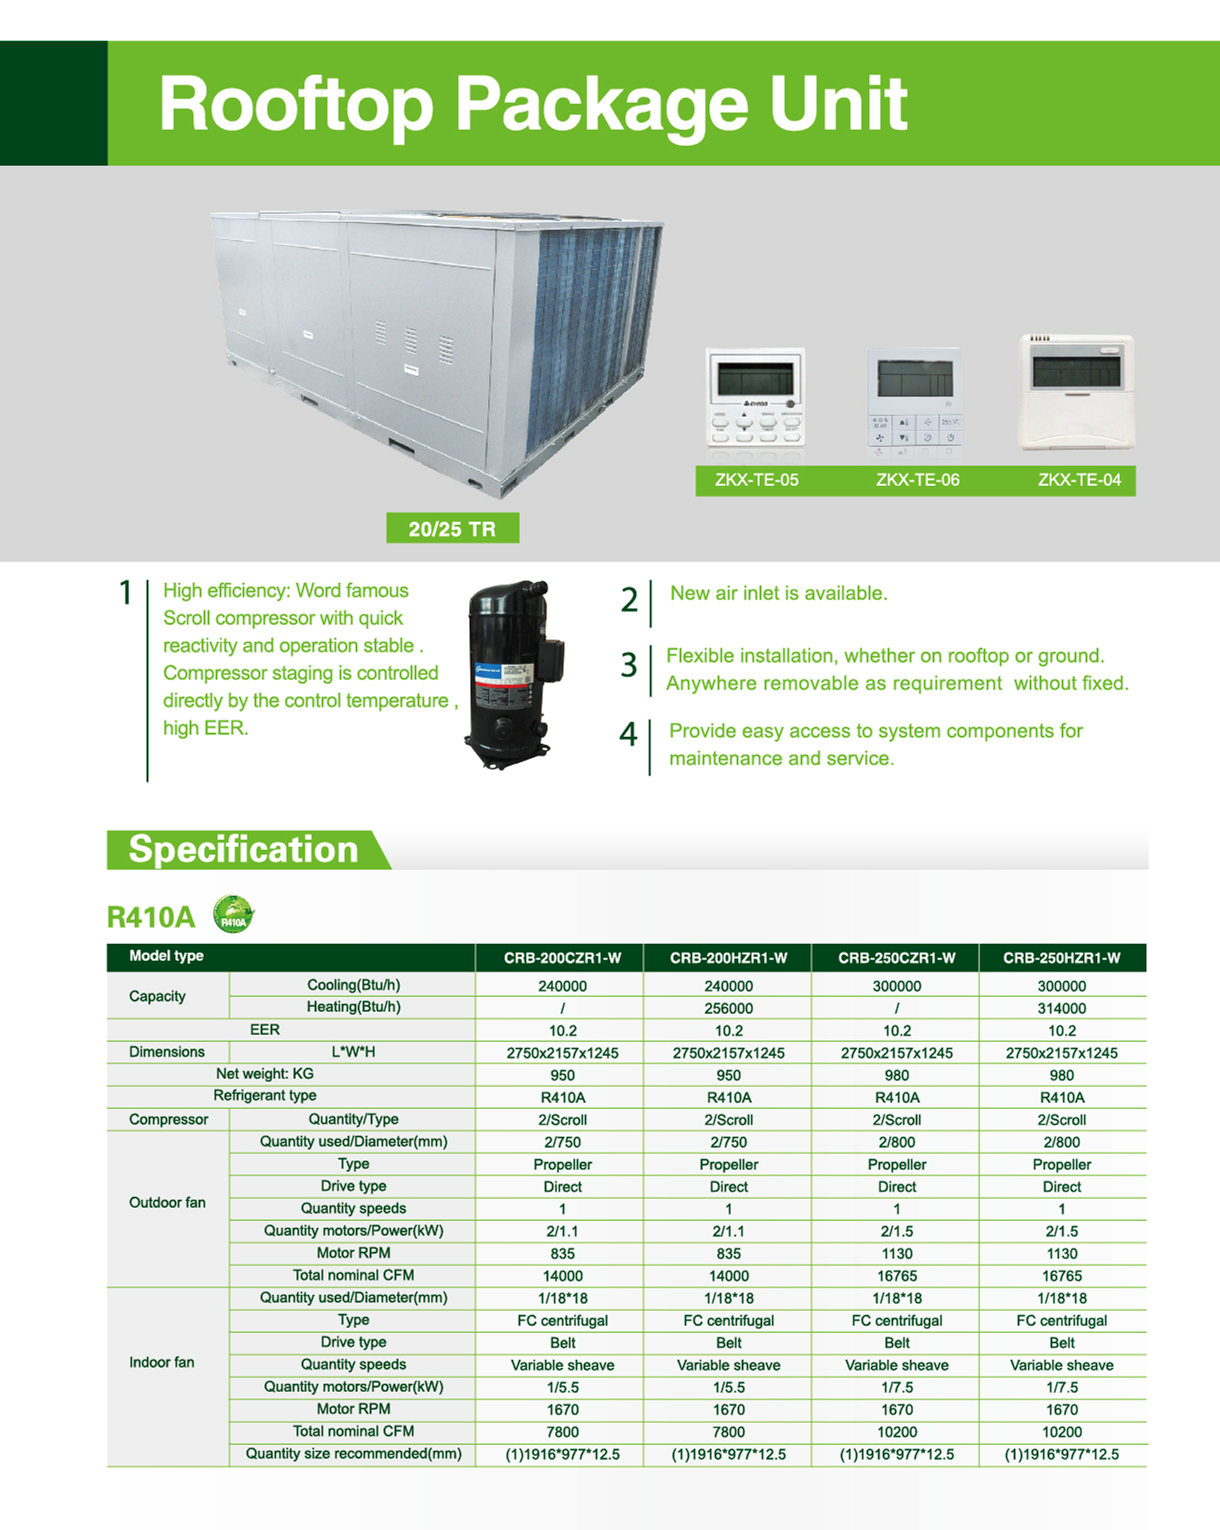 Rooftop Package Unit
ZKX-TE-05 ZKX-TE-06 ZKX-TE-04
20/25 TR
1
High efficiency: Word famous
Scroll compressor with quick
reactivity and operation stable .
Compressor staging is controlled
directly by the control temperature ,
high EER.
2
New air inlet is available.
3
Flexible installation, whether on rooftop or ground.
Anywhere removable as requirement without fixed.
4
Provide easy access to system components for
maintenance and service.
Specification
R410A R410A
Model type CRB-200CZR1-W CRB-200HZR1-W CRB-250CZR1-W CRB-250HZR1-W
Capacity
Cooling(Btu/h) 240000 240000 300000 300000
Heating(Btu/h) / 256000 / 314000
EER 10.2 10.2 10.2 10.2
Dimensions L*W*H 2750x2157x1245 2750x2157x1245 2750x2157x1245 2750x2157x1245
Net weight: KG 950 950 980 980
Refrigerant type R410A R410A R410A R410A
Compressor Quantity/Type 2/Scroll 2/Scroll 2/Scroll 2/Scroll
Outdoor fan
Quantity used/Diameter(mm) 2/750 2/750 2/800 2/800
Type Propeller Propeller Propeller Propeller
Drive type Direct Direct Direct Direct
Quantity speeds 1 1 1 1
Quantity motors/Power(kW) 2/1.1 2/1.1 2/1.5 2/1.5
Motor RPM 835 835 1130 1130
Total nominal CFM 14000 14000 16765 16765
Indoor fan
Quantity used/Diameter(mm) 1/18*18 1/18*18 1/18*18 1/18*18
Type FC centrifugal FC centrifugal FC centrifugal FC centrifugal
Drive type Belt Belt Belt Belt
Quantity speeds Variable sheave Variable sheave Variable sheave Variable sheave
Quantity motors/Power(kW) 1/5.5 1/5.5 1/7.5 1/7.5
Motor RPM 1670 1670 1670 1670
Total nominal CFM 7800 7800 10200 10200
Quantity size recommended(mm) (1)1916*977*12.5 (1)1916*977*12.5 (1)1916*977*12.5 (1)1916*977*12.5